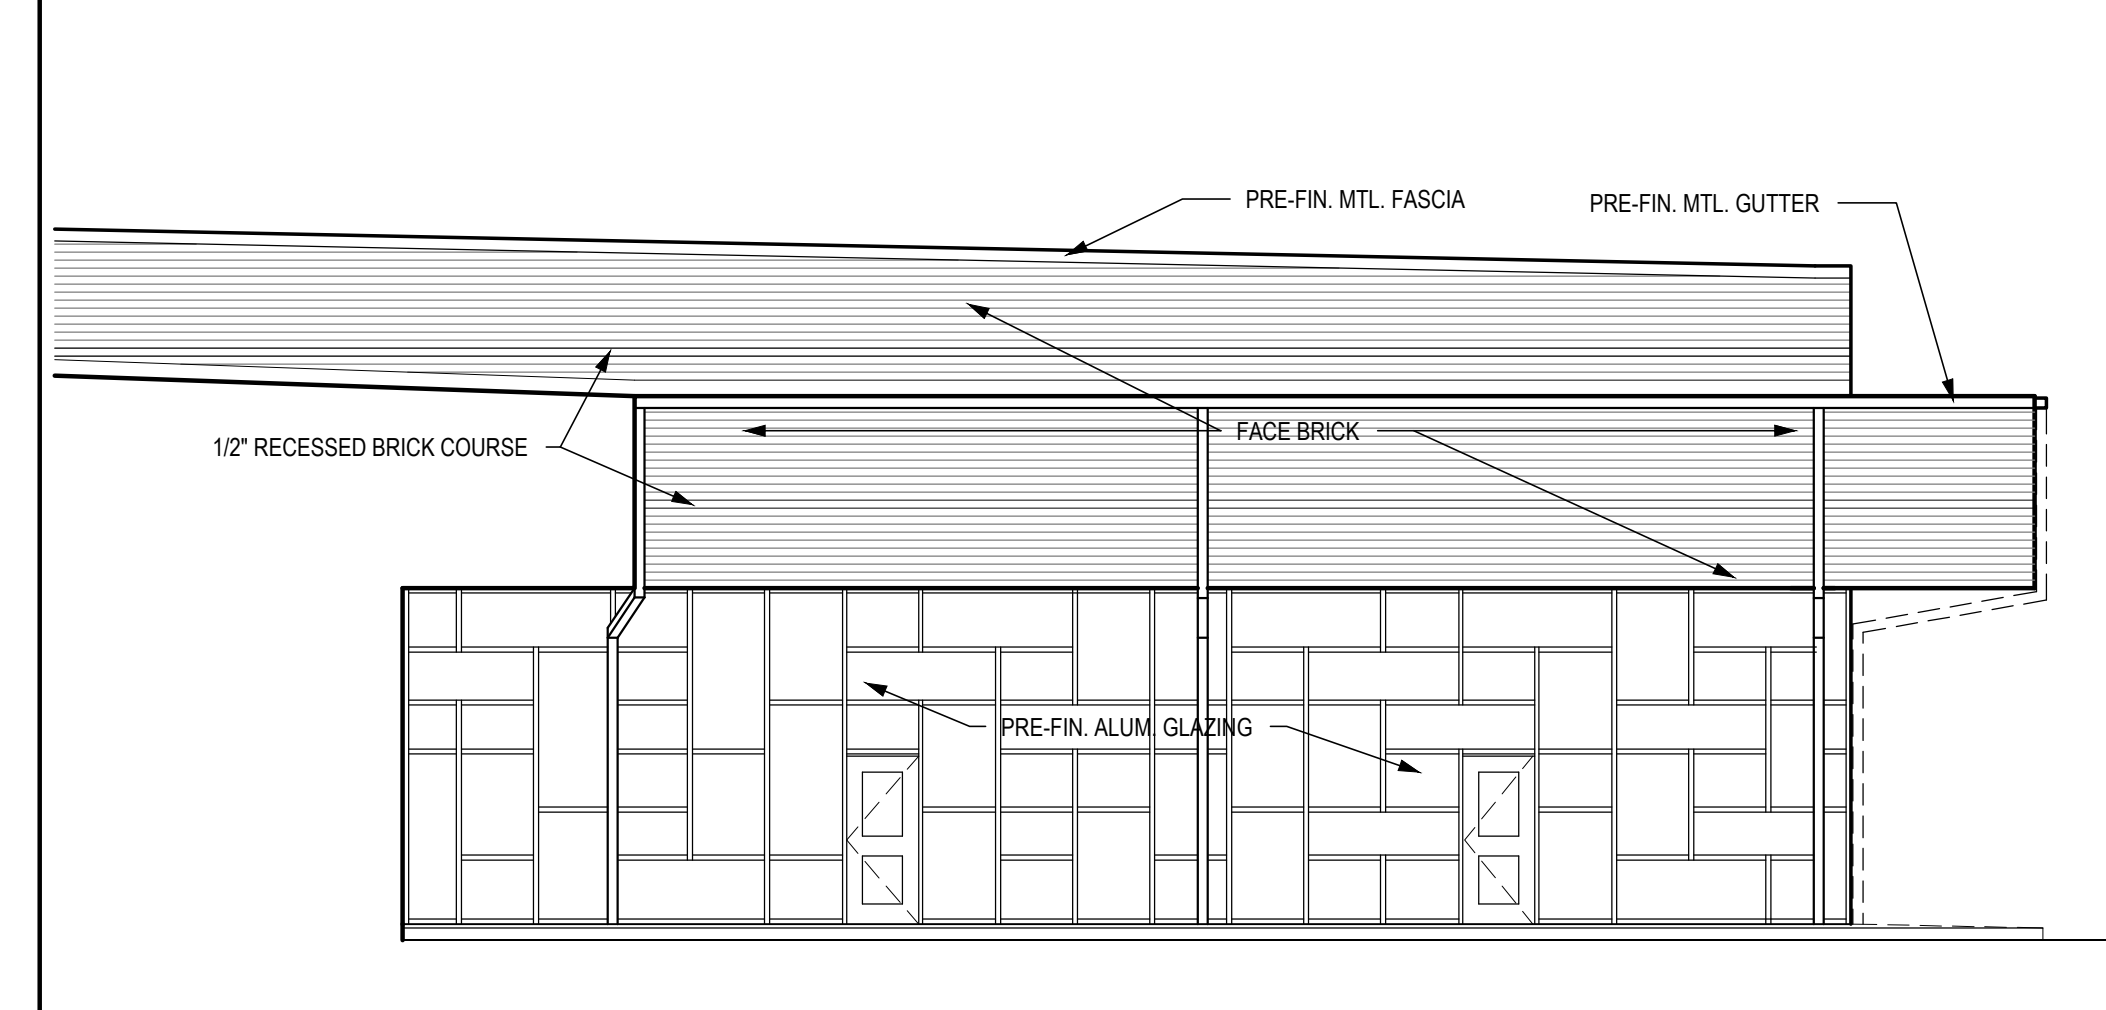 PRE-FIN. MTL. FASCIA
PRE-FIN. MTL. GUTTER
1/2" RECESSED BRICK COURSE
FACE BRICK
PRE-FIN. ALUM. GLAZING